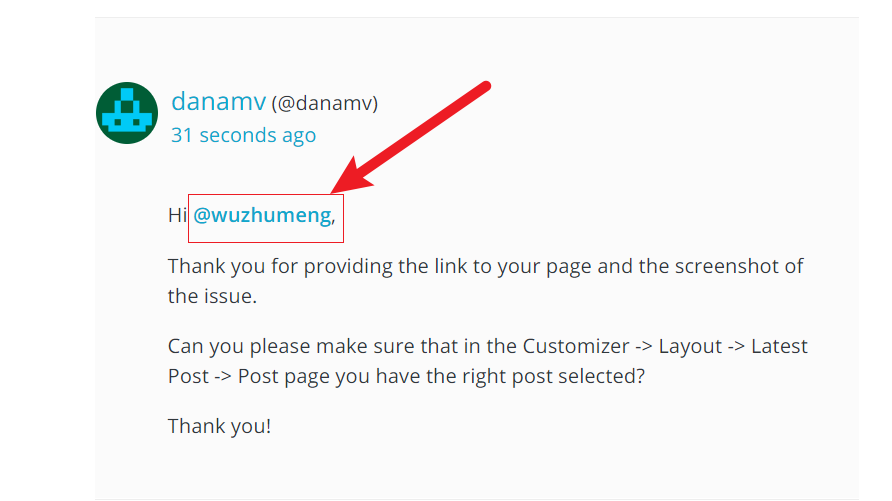 danamv (@danamv)
31 seconds ago
Hi @wuzhumeng,
Thank you for providing the link to your page and the screenshot of
the issue.
Can you please make sure that in the Customizer -> Layout -> Latest
Post -> Post page you have the right post selected?
Thank you!